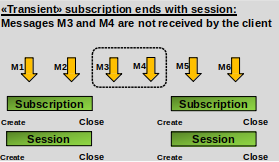 «Transient» subscription ends with session:
Messages M3 and M4 are not received by the client
M1 M2 M3 M4 M5 M6
Subscription Subscription
Create Close Create Close
Session Session
Create Close Create Close